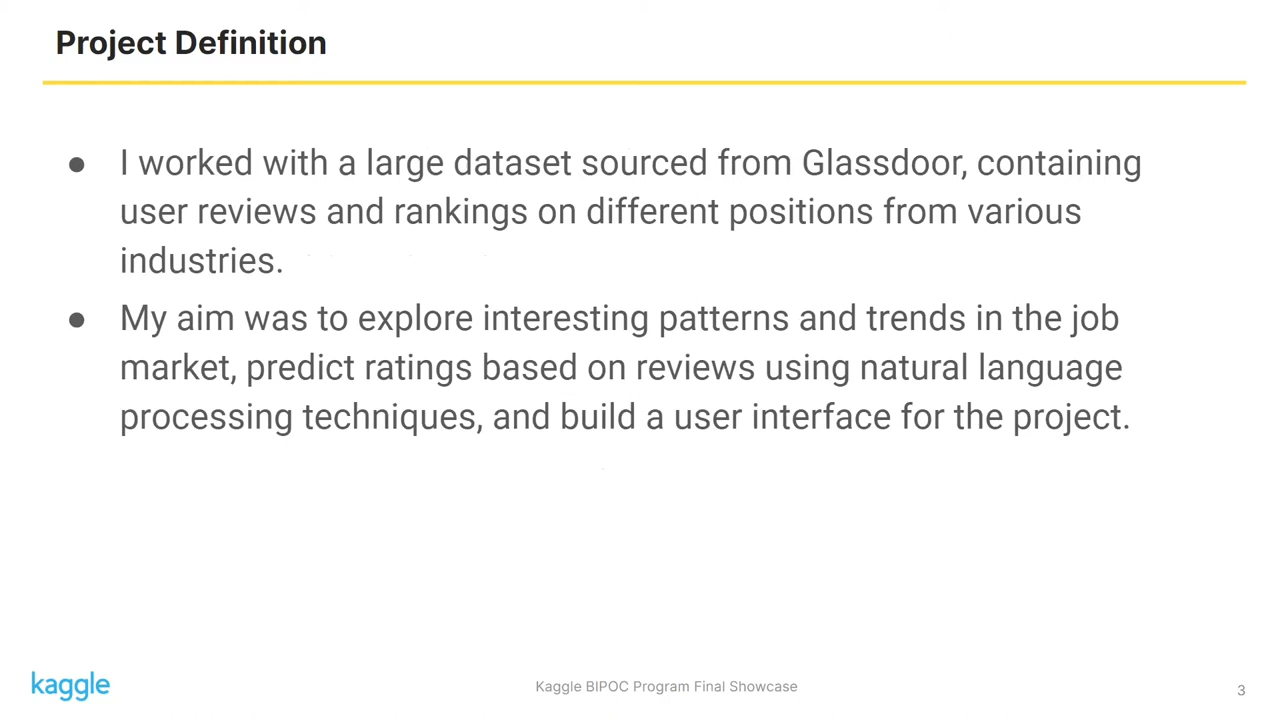 Project Definition
● I worked with a large dataset sourced from Glassdoor, containing
user reviews and rankings on different positions from various
industries.
● My aim was to explore interesting patterns and trends in the job
market, predict ratings based on reviews using natural language
processing techniques, and build a user interface for the project.
kaggle
Kaggle BIPOC Program Final Showcase
3